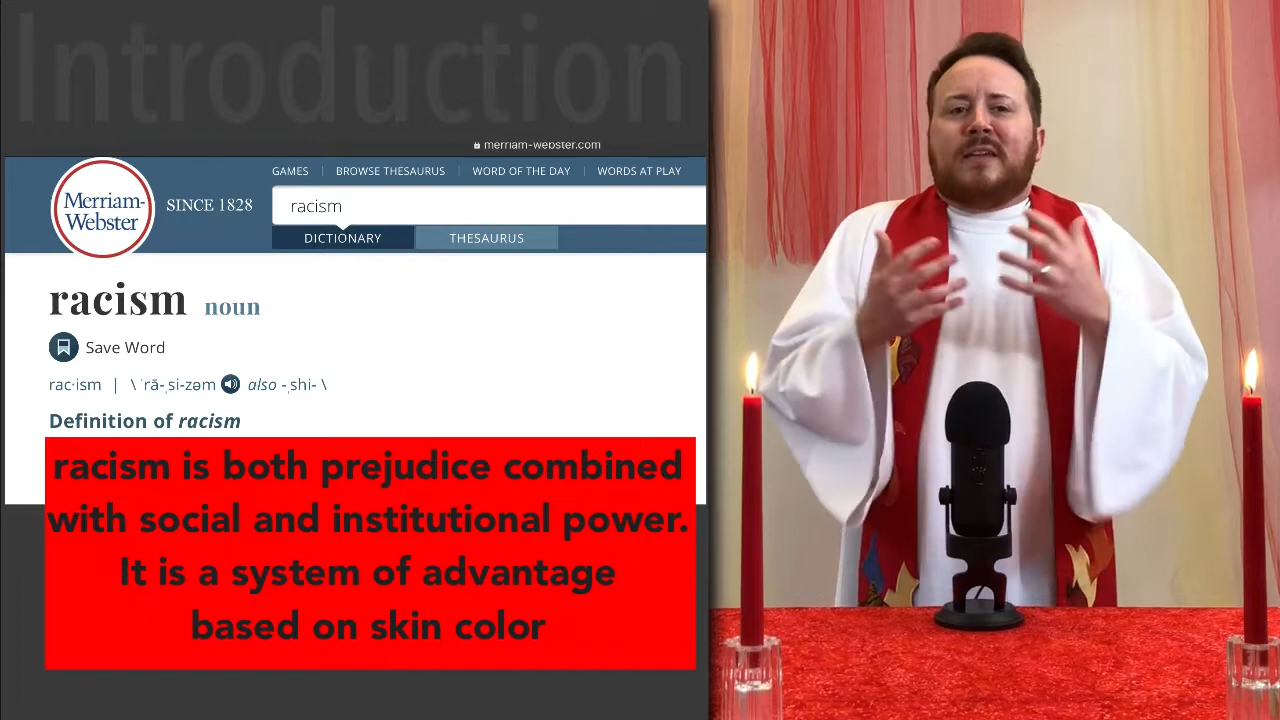 Introduction
merriam-webster.com
GAMES BROWSE THESAURUS WORD OF THE DAY WORDS AT PLAY
Merriam-
Webster
SINCE 1828
racism
DICTIONARY THESAURUS
racism noun
Save Word
rac·ism | \ ˈrā-ˌsi-zəm also -ˌshi- \
Definition of racism
racism is both prejudice combined
with social and institutional power.
It is a system of advantage
based on skin color